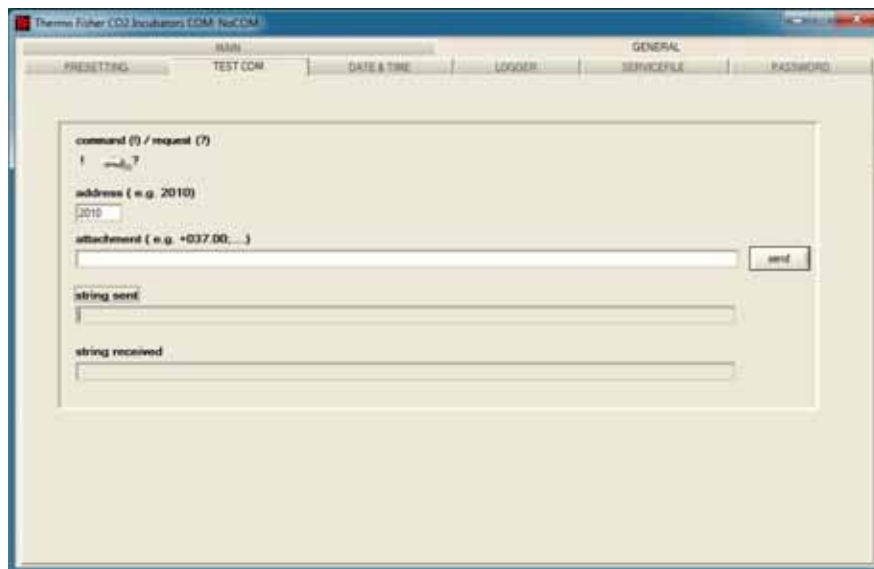 Thermo Fisher CO2 Incubators COM: NoCOM
MAIN GENERAL
PRESETTING TEST COM DATE & TIME LOGGER SERVICEFILE PASSWORD
command (!) / request (?)
! ?
address ( e.g. 2010)
2010
attachment ( e.g. +037.00;...)
send
string sent
string received